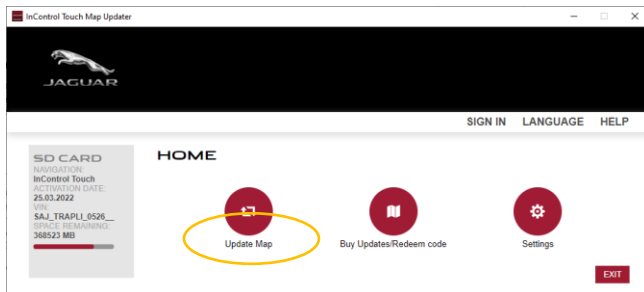 InControl Touch Map Updater
JAGUAR
SIGN IN LANGUAGE HELP
SD CARD
NAVIGATION:
InControl Touch
ACTIVATION DATE:
25.03.2022
VIN:
SAJ_TRAPLI_0526__
SPACE REMAINING:
368523 MB
HOME
Update Map
Buy Updates/Redeem code
Settings
EXIT